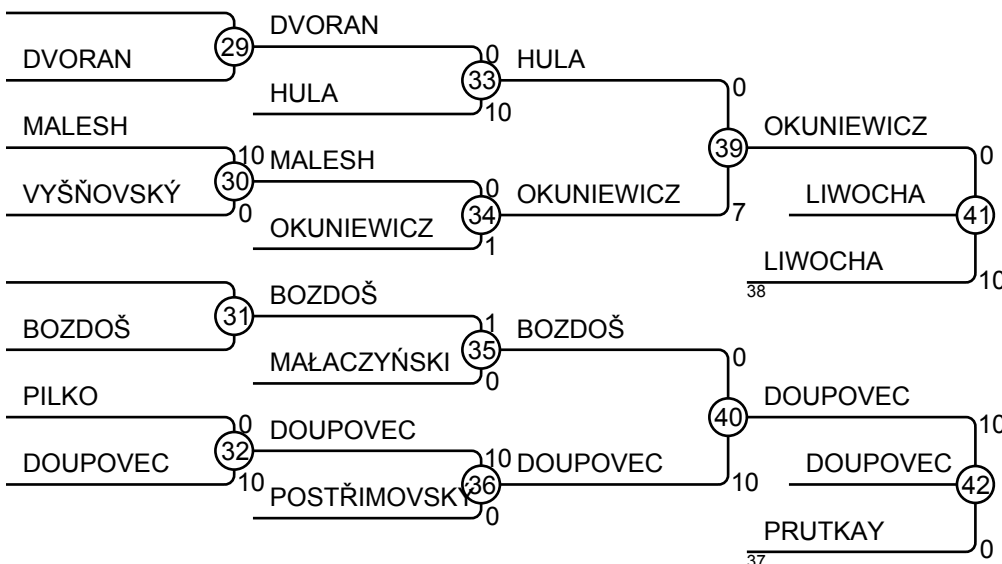 DVORAN
29
DVORAN
0
33
HULA
10
HULA
0
MALESH
10
30
VYŠŇOVSKÝ
0
MALESH
0
34
OKUNIEWICZ
1
OKUNIEWICZ
7
39
OKUNIEWICZ
0
LIWOCHA
41
LIWOCHA
38
10
31
BOZDOŠ
BOZDOŠ
1
35
MAŁACZYŃSKI
0
BOZDOŠ
0
PILKO
0
32
DOUPOVEC
10
DOUPOVEC
10
36
POSTŘIMOVSKÝ
0
DOUPOVEC
10
40
DOUPOVEC
10
DOUPOVEC
42
PRUTKAY
37
0